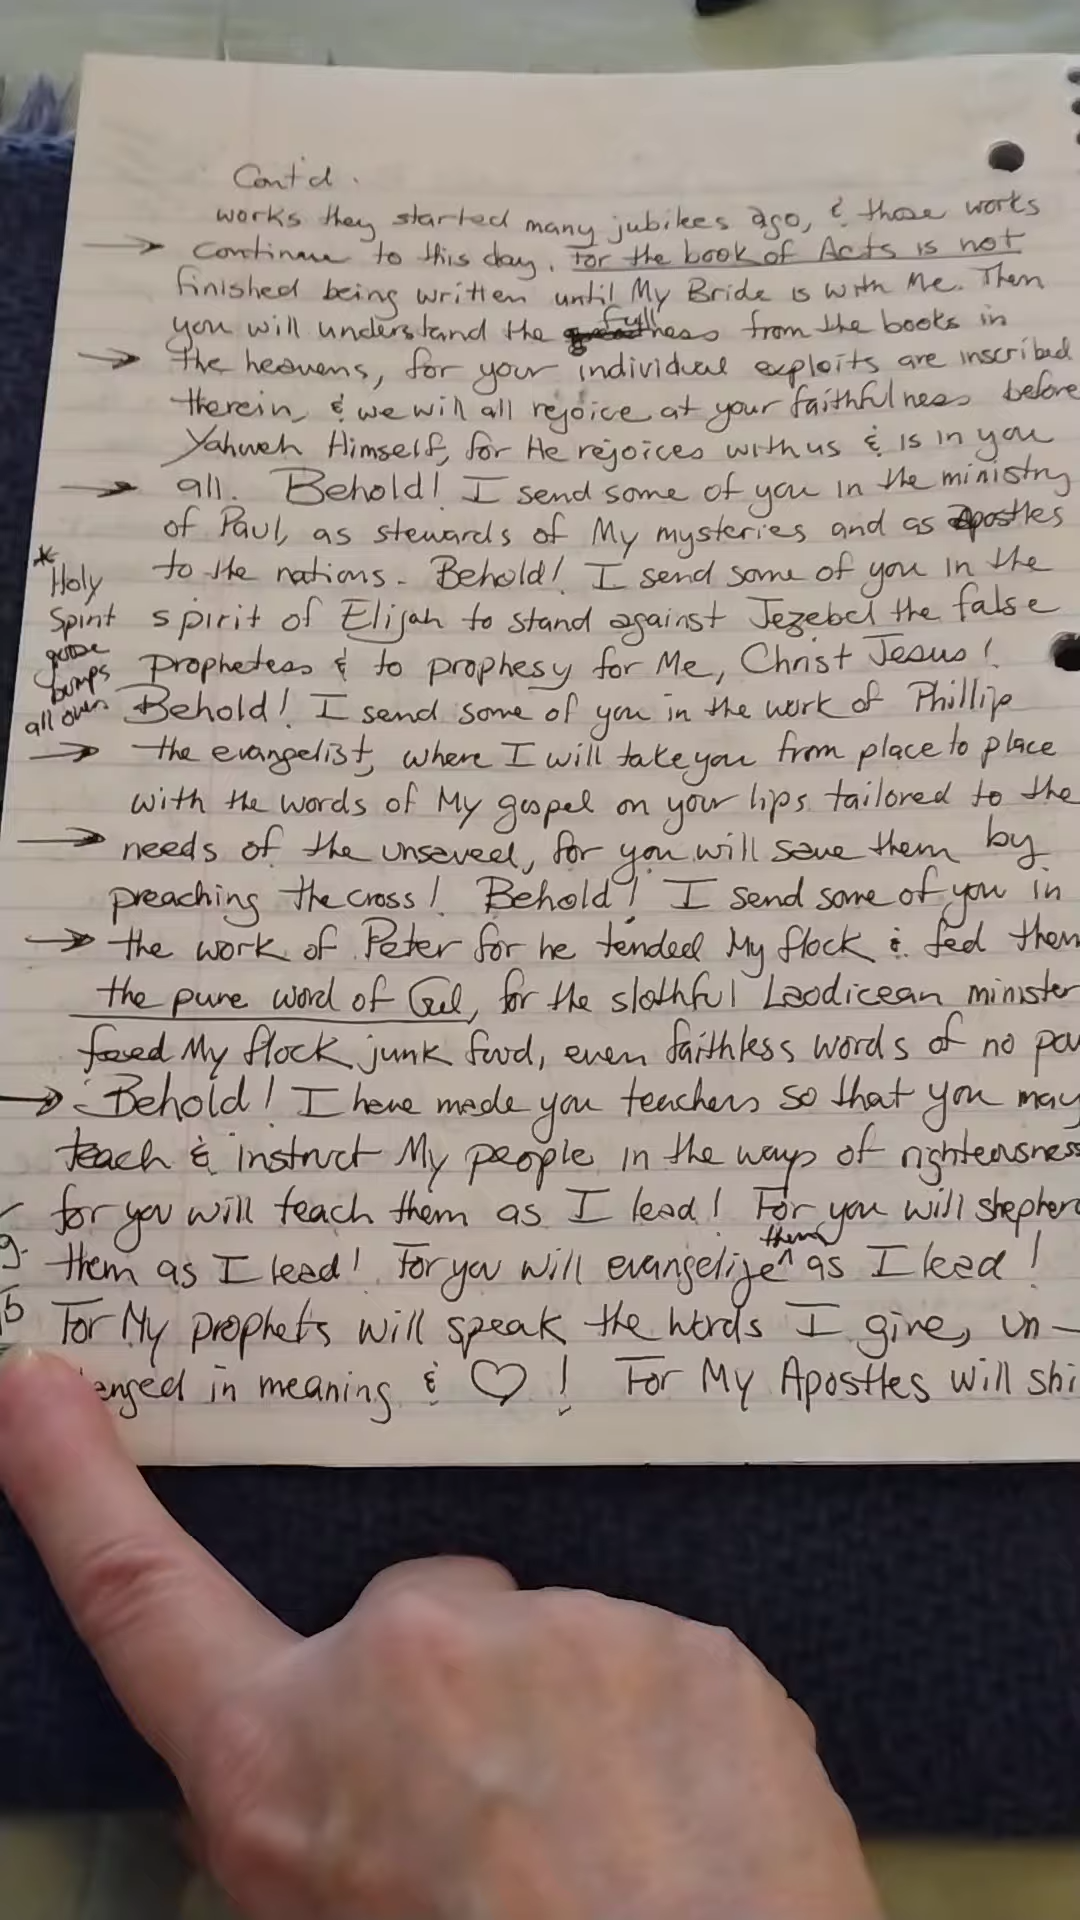 Cont'd.
works they started many jubilees ago, & those works
continue to this day. For the book of Acts is not
finished being written until My Bride is with Me. Then
you will understand the fullness from the books in
the heavens, for your individual exploits are inscribed
therein, & we will all rejoice at your faithfulness before
Yahweh Himself, for He rejoices with us & is in you
all. Behold! I send some of you in the ministry
of Paul, as stewards of My mysteries and as Apostles
to the nations. Behold! I send some of you in the
spirit of Elijah to stand against Jezebel the false
prophetess & to prophesy for Me, Christ Jesus!
Behold! I send some of you in the work of Phillip
the evangelist, where I will take you from place to place
with the words of My gospel on your lips tailored to the
needs of the unsaved, for you will save them by
preaching the cross! Behold! I send some of you in
the work of Peter for he tended My flock & fed them
the pure word of God, for the slothful Laodicean minister
My flock junk food, even faithless words of no pow
Behold! I have made you teachers so that you may
teach & instruct My people in the ways of righteousness
for you will teach them as I lead! For you will shepher
them as I lead! For you will evangelize them as I lead!
For My prophets will speak the words I give, un-
anged in meaning & ♡! For My Apostles will shi
* Holy
Spirit
goose
bumps
all over